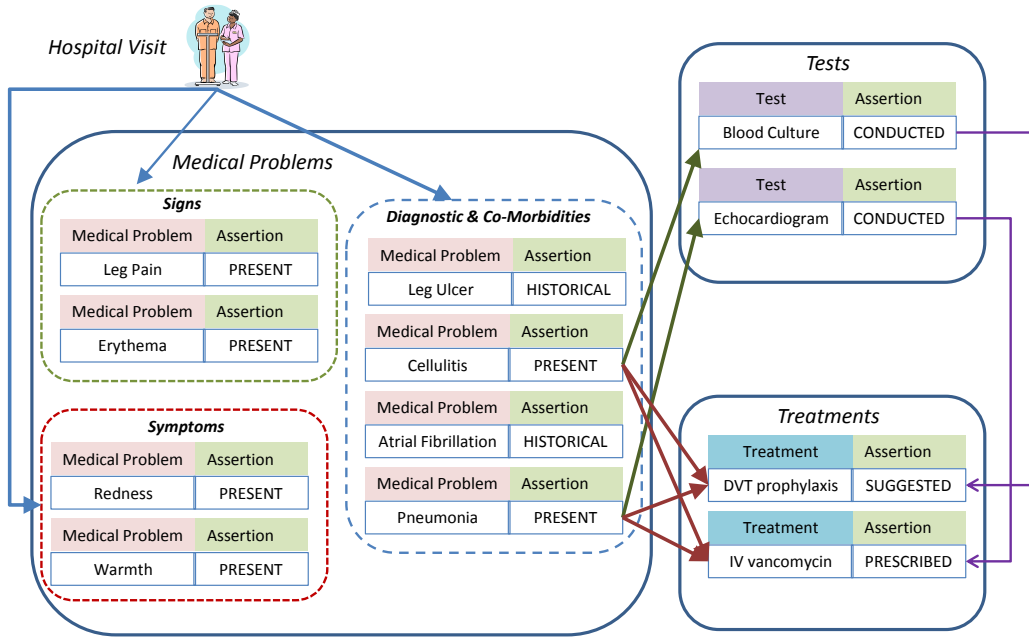 Hospital Visit
Medical Problems
Signs
Medical Problem Assertion
Leg Pain PRESENT
Medical Problem Assertion
Erythema PRESENT
Symptoms
Medical Problem Assertion
Redness PRESENT
Medical Problem Assertion
Warmth PRESENT
Diagnostic & Co-Morbidities
Medical Problem Assertion
Leg Ulcer HISTORICAL
Medical Problem Assertion
Cellulitis PRESENT
Medical Problem Assertion
Atrial Fibrillation HISTORICAL
Medical Problem Assertion
Pneumonia PRESENT
Tests
Test Assertion
Blood Culture CONDUCTED
Test Assertion
Echocardiogram CONDUCTED
Treatments
Treatment Assertion
DVT prophylaxis SUGGESTED
Treatment Assertion
IV vancomycin PRESCRIBED